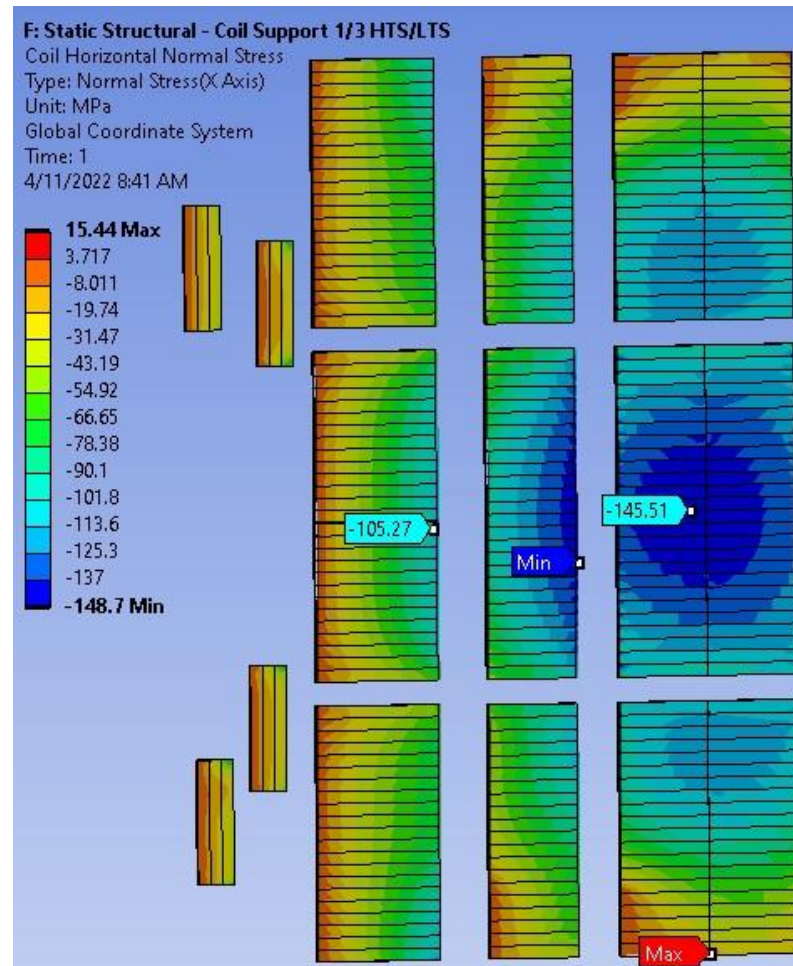 F: Static Structural - Coil Support 1/3 HTS/LTS
Coil Horizontal Normal Stress
Type: Normal Stress(X Axis)
Unit: MPa
Global Coordinate System
Time: 1
4/11/2022 8:41 AM
15.44 Max
3.717
-8.011
-19.74
-31.47
-43.19
-54.92
-66.65
-78.38
-90.1
-101.8
-113.6
-125.3
-137
-148.7 Min
-105.27
-145.51
Min
Max